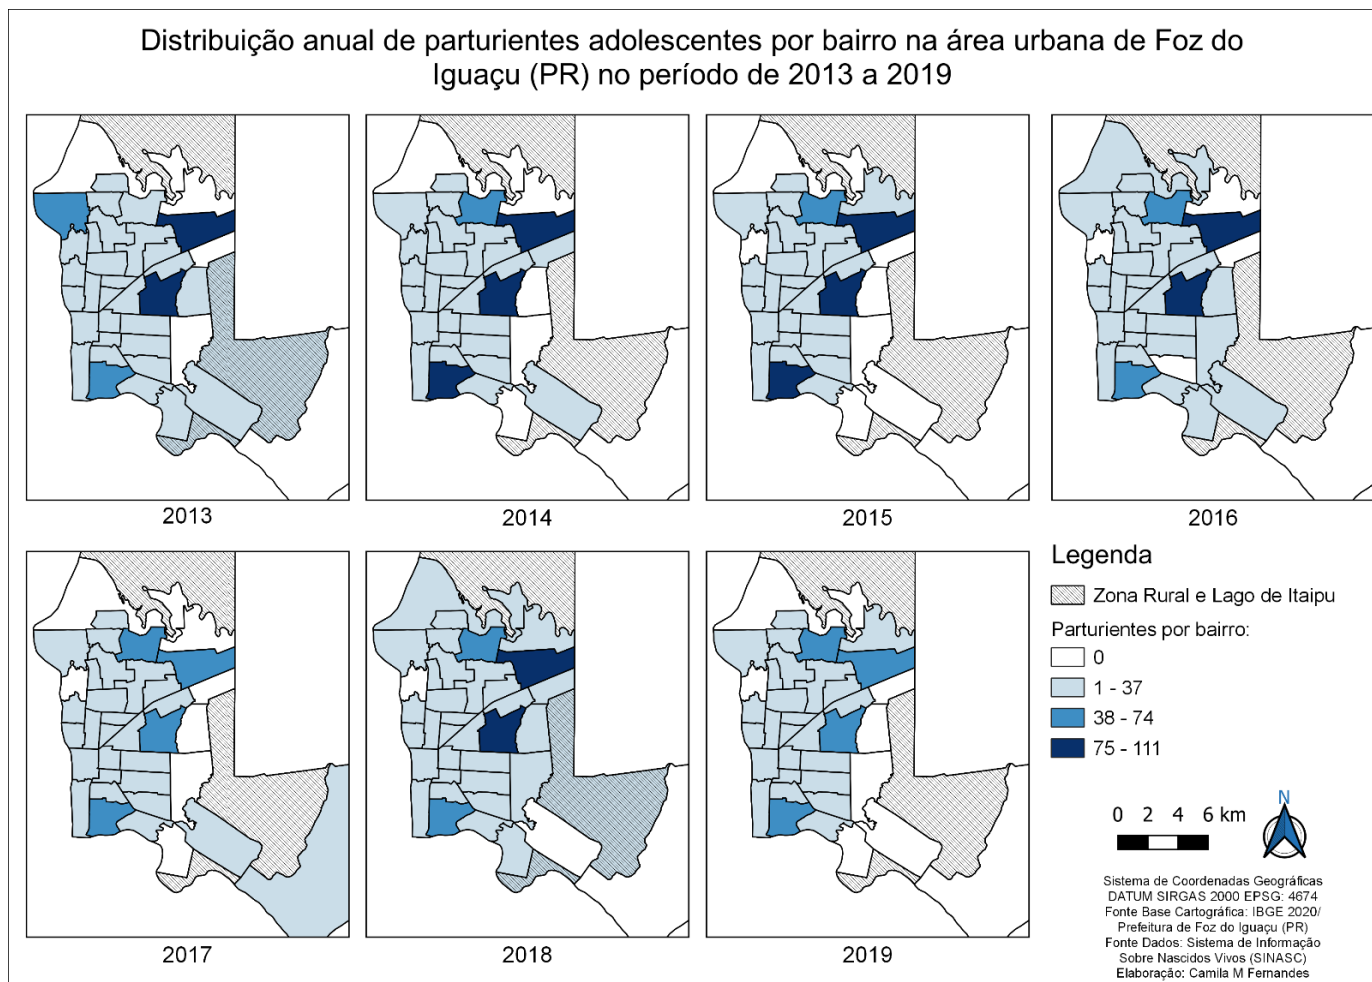 Distribuição anual de parturientes adolescentes por bairro na área urbana de Foz do
Iguaçu (PR) no período de 2013 a 2019
2013
2014
2015
2016
2017
2018
2019
Legenda
Zona Rural e Lago de Itaipu
Parturientes por bairro:
0
1 - 37
38 - 74
75 - 111
0 2 4 6 km
N
Sistema de Coordenadas Geográficas
DATUM SIRGAS 2000 EPSG: 4674
Fonte Base Cartográfica: IBGE 2020/
Prefeitura de Foz do Iguaçu (PR)
Fonte Dados: Sistema de Informação
Sobre Nascidos Vivos (SINASC)
Elaboração: Camila M Fernandes